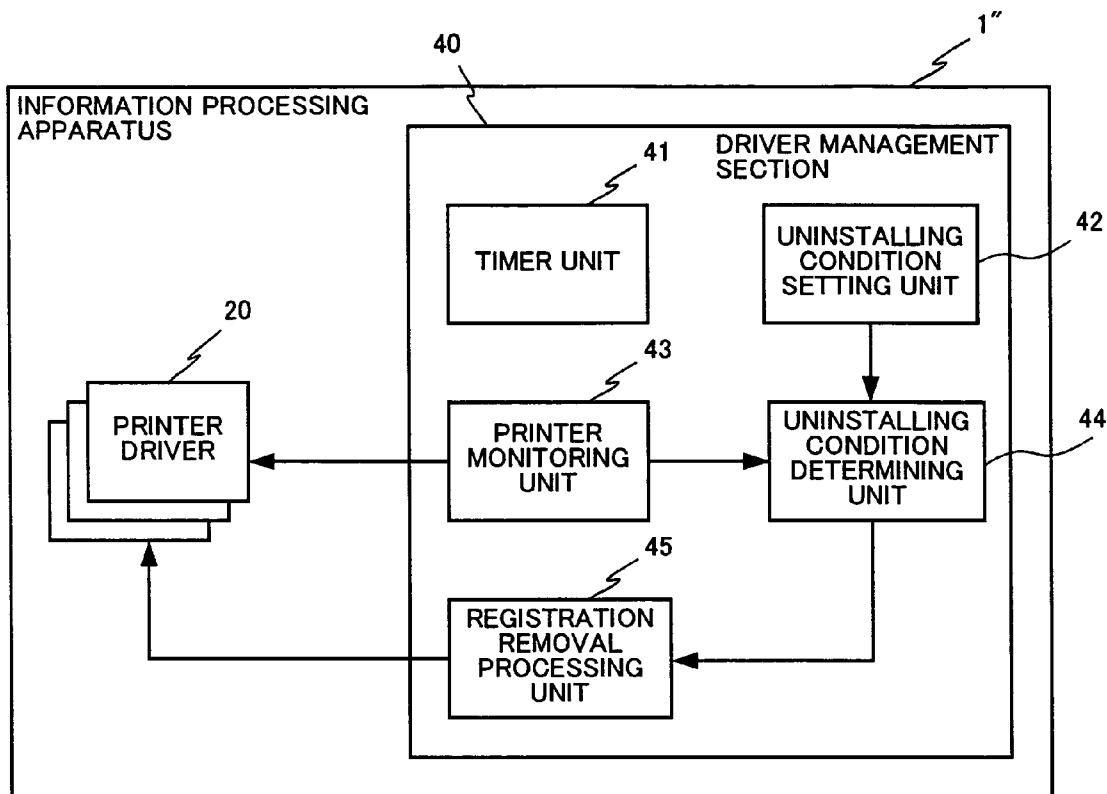 1"
40
INFORMATION PROCESSING
APPARATUS
DRIVER MANAGEMENT
SECTION
41
TIMER UNIT
42
UNINSTALLING
CONDITION
SETTING UNIT
20
PRINTER
DRIVER
43
PRINTER
MONITORING
UNIT
44
UNINSTALLING
CONDITION
DETERMINING
UNIT
45
REGISTRATION
REMOVAL
PROCESSING
UNIT